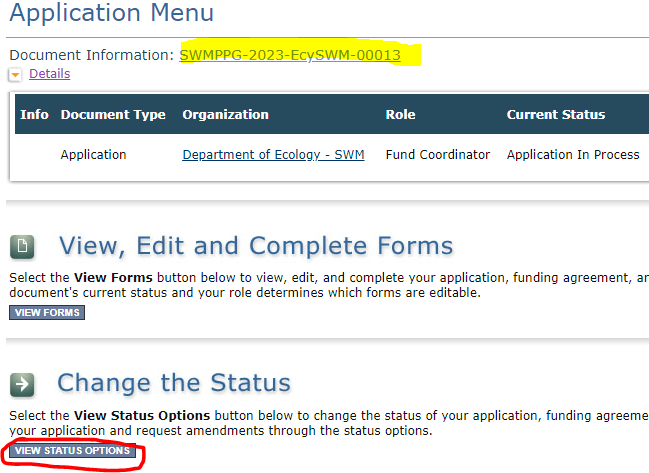 Application Menu
Document Information: SWMPPG-2023-EcySWM-00013
Details
Info Document Type Organization Role Current Status
Application Department of Ecology - SWM Fund Coordinator Application In Process
View, Edit and Complete Forms
Select the View Forms button below to view, edit, and complete your application, funding agreement, an
document's current status and your role determines which forms are editable.
VIEW FORMS
Change the Status
Select the View Status Options button below to change the status of your application, funding agreeme
your application and request amendments through the status options.
VIEW STATUS OPTIONS